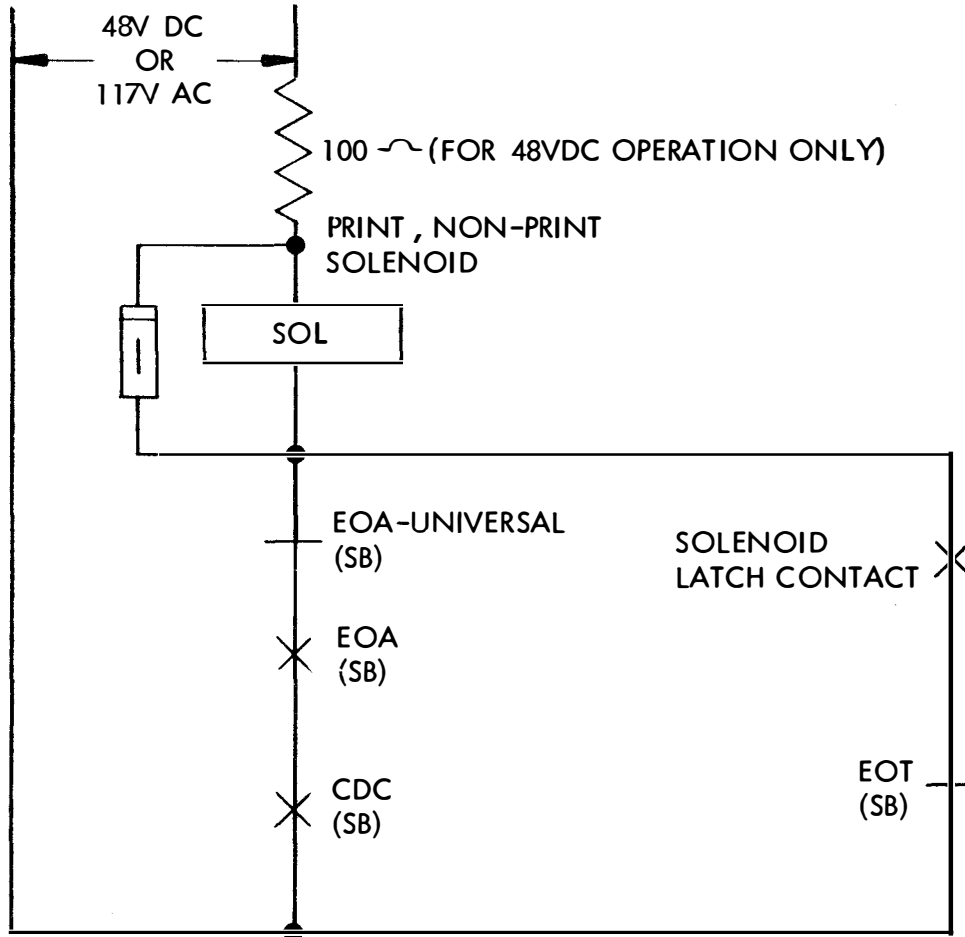 48V DC
OR
117V AC
100 (FOR 48VDC OPERATION ONLY)
PRINT, NON-PRINT
SOLENOID
SOL
EOA-UNIVERSAL
(SB)
SOLENOID
LATCH CONTACT
EOA
(SB)
CDC
(SB)
EOT
(SB)